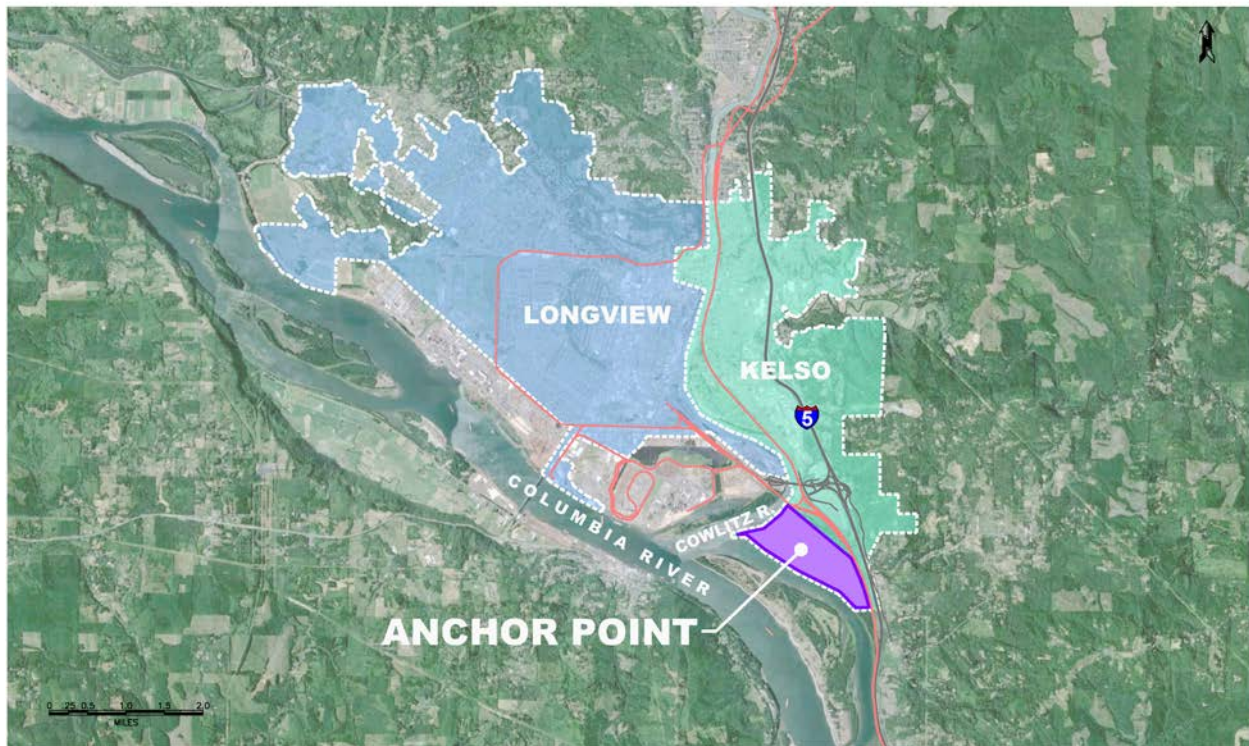 LONGVIEW
KELSO
5
COLUMBIA RIVER
COWLITZ R.
ANCHOR POINT
0 .25 0.5 1.0 1.5 2.0
MILES